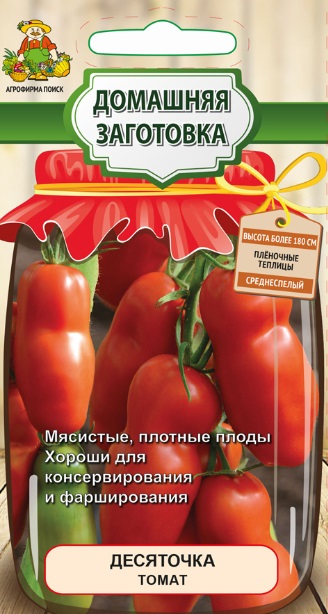 АГРОФИРМА ПОИСК
ДОМАШНЯЯ
ЗАГОТОВКА
ВЫСОТА БОЛЕЕ 180 СМ
ПЛЁНОЧНЫЕ
ТЕПЛИЦЫ
СРЕДНЕСПЕЛЫЙ
Мясистые, плотные плоды
Хороши для
консервирования
и фарширования
ДЕСЯТОЧКА
ТОМАТ